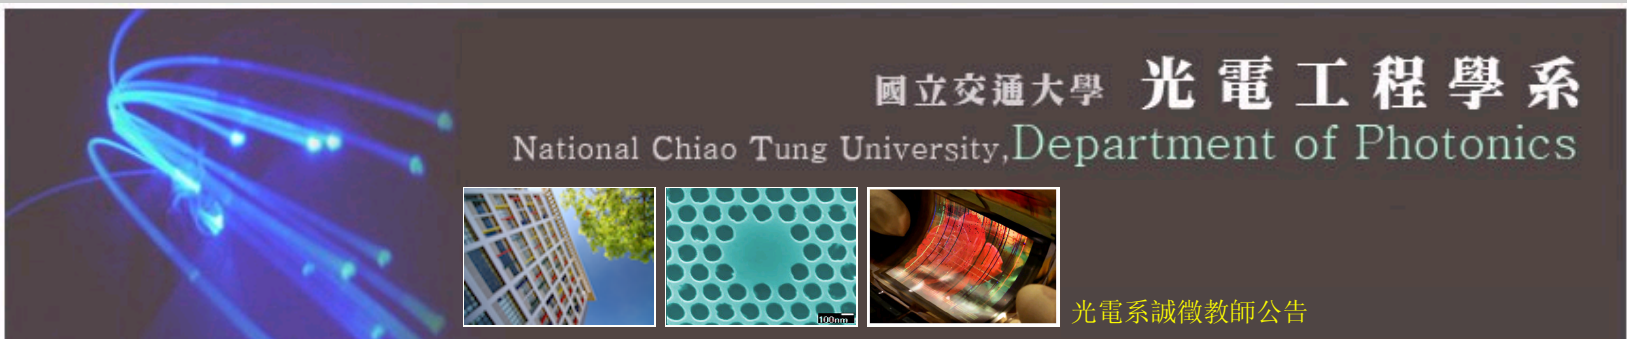 國立交通大學 光電工程學系
National Chiao Tung University,Department of Photonics
100nm
光電系誠徵教師公告